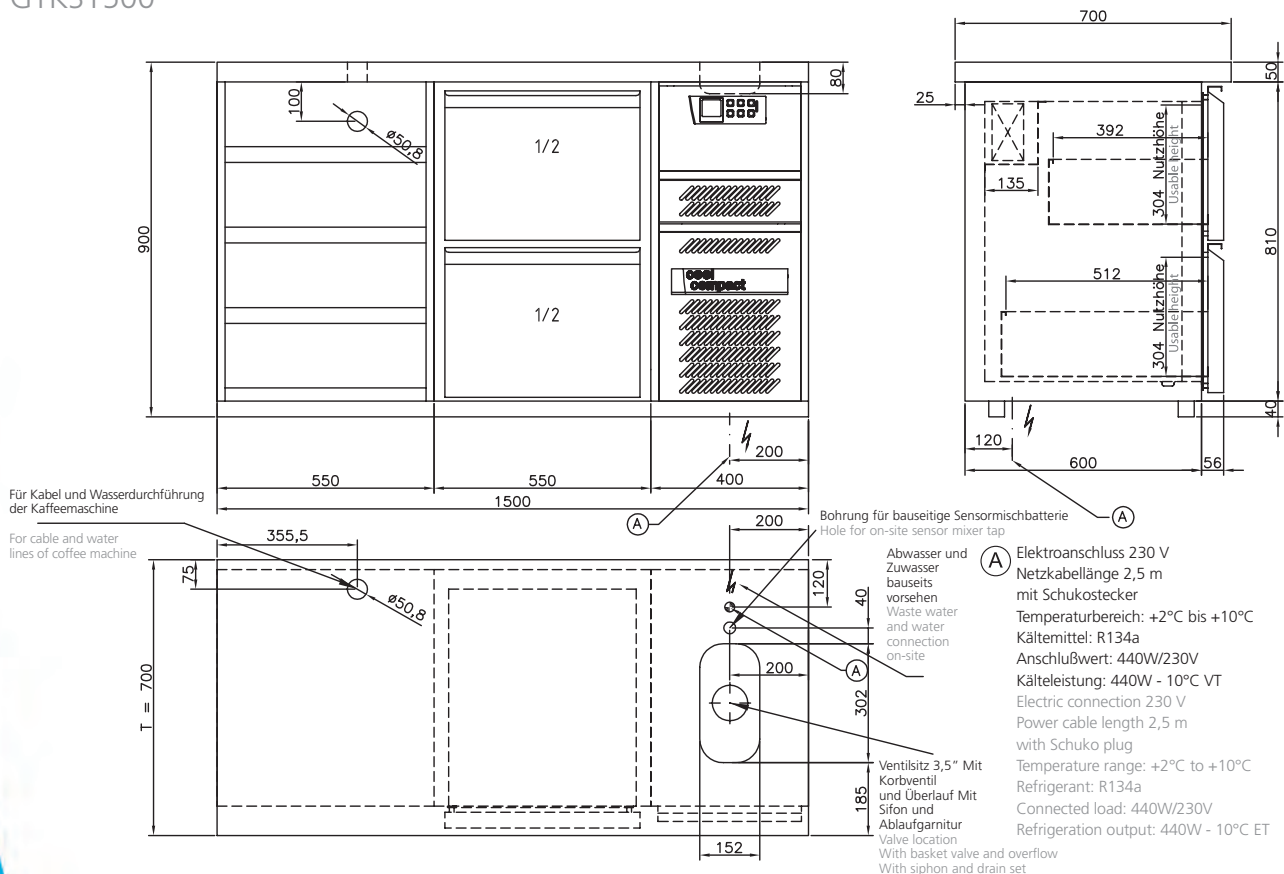 700
50
80
25
100
ø50,8
1/2
392
304 Nutzhöhe
Usable height
135
900
810
cool
compact
512
1/2
304 Nutzhöhe
Usable height
40
200
120
600
56
550
550
400
1500
A
A
Für Kabel und Wasserdurchführung
der Kaffeemaschine
For cable and water
lines of coffee machine
355,5
75
ø50,8
T = 700
200
Bohrung für bauseitige Sensormischbatterie
Hole for on-site sensor mixer tap
120
40
Abwasser und
Zuwasser
bauseits
vorsehen
Waste water
and water
connection
on-site
A
200
302
185
152
Ventilsitz 3,5” Mit
Korbventil
und Überlauf Mit
Sifon und
Ablaufgarnitur
Valve location
With basket valve and overflow
With siphon and drain set
A
Elektroanschluss 230 V
Netzkabellänge 2,5 m
mit Schukostecker
Temperaturbereich: +2°C bis +10°C
Kältemittel: R134a
Anschlußwert: 440W/230V
Kälteleistung: 440W - 10°C VT
Electric connection 230 V
Power cable length 2,5 m
with Schuko plug
Temperature range: +2°C to +10°C
Refrigerant: R134a
Connected load: 440W/230V
Refrigeration output: 440W - 10°C ET